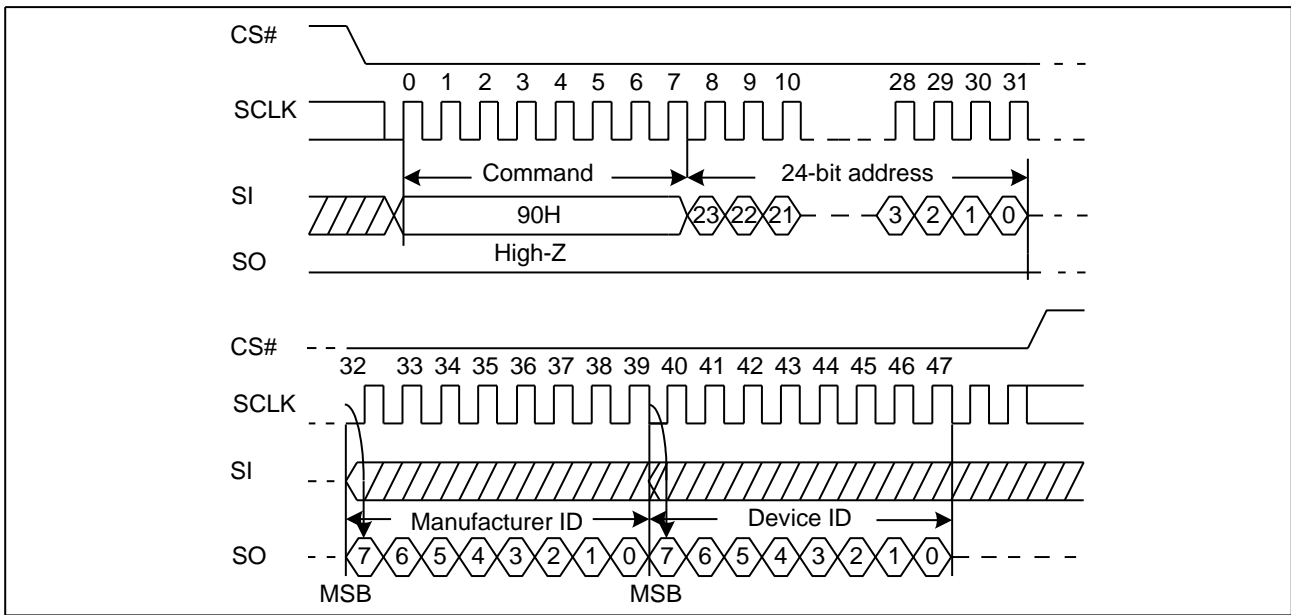 CS#
0 1 2 3 4 5 6 7 8 9 10 28 29 30 31
SCLK
Command 24-bit address
SI
90H 23 22 21 3 2 1 0
High-Z
SO
CS#
32 33 34 35 36 37 38 39 40 41 42 43 44 45 46 47
SCLK
SI
Manufacturer ID Device ID
SO 7 6 5 4 3 2 1 0 7 6 5 4 3 2 1 0
MSB MSB